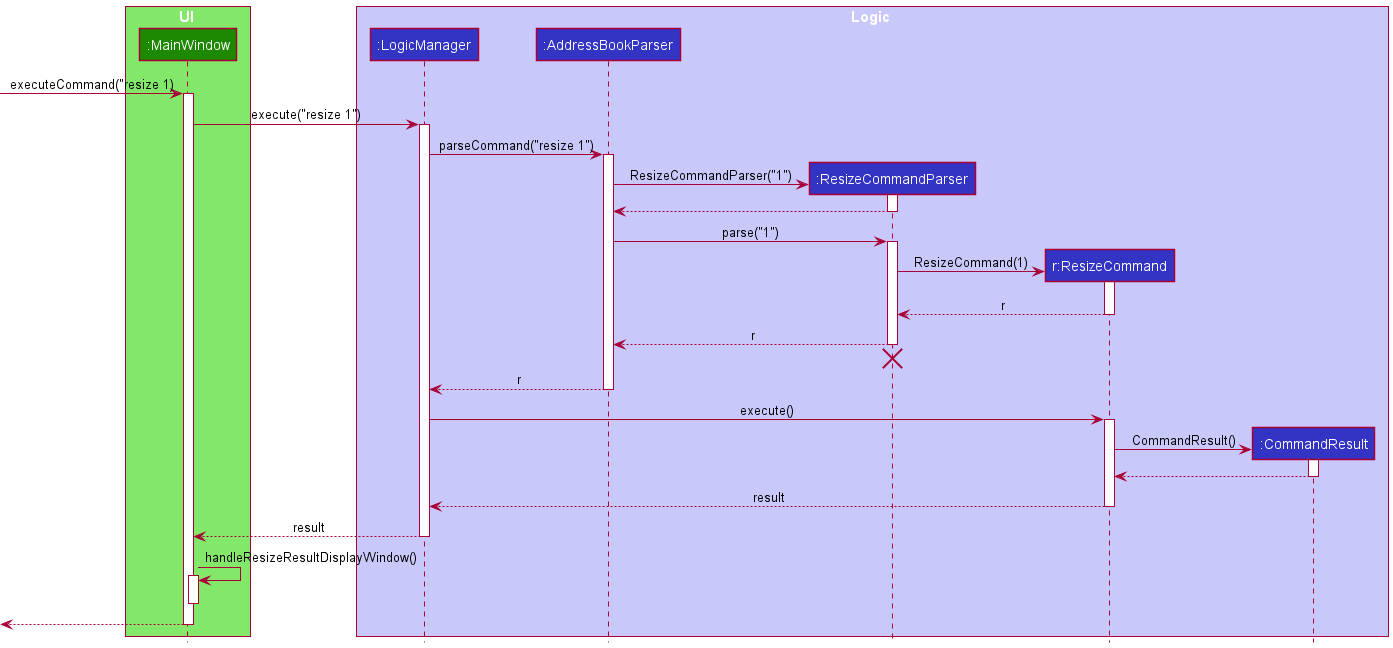 UI
Logic
:MainWindow
:LogicManager
:AddressBookParser
executeCommand("resize 1)
execute("resize 1")
parseCommand("resize 1")
ResizeCommandParser("1")
:ResizeCommandParser
parse("1")
ResizeCommand(1)
r:ResizeCommand
r
r
r
execute()
CommandResult()
:CommandResult
result
result
handleResizeResultDisplayWindow()